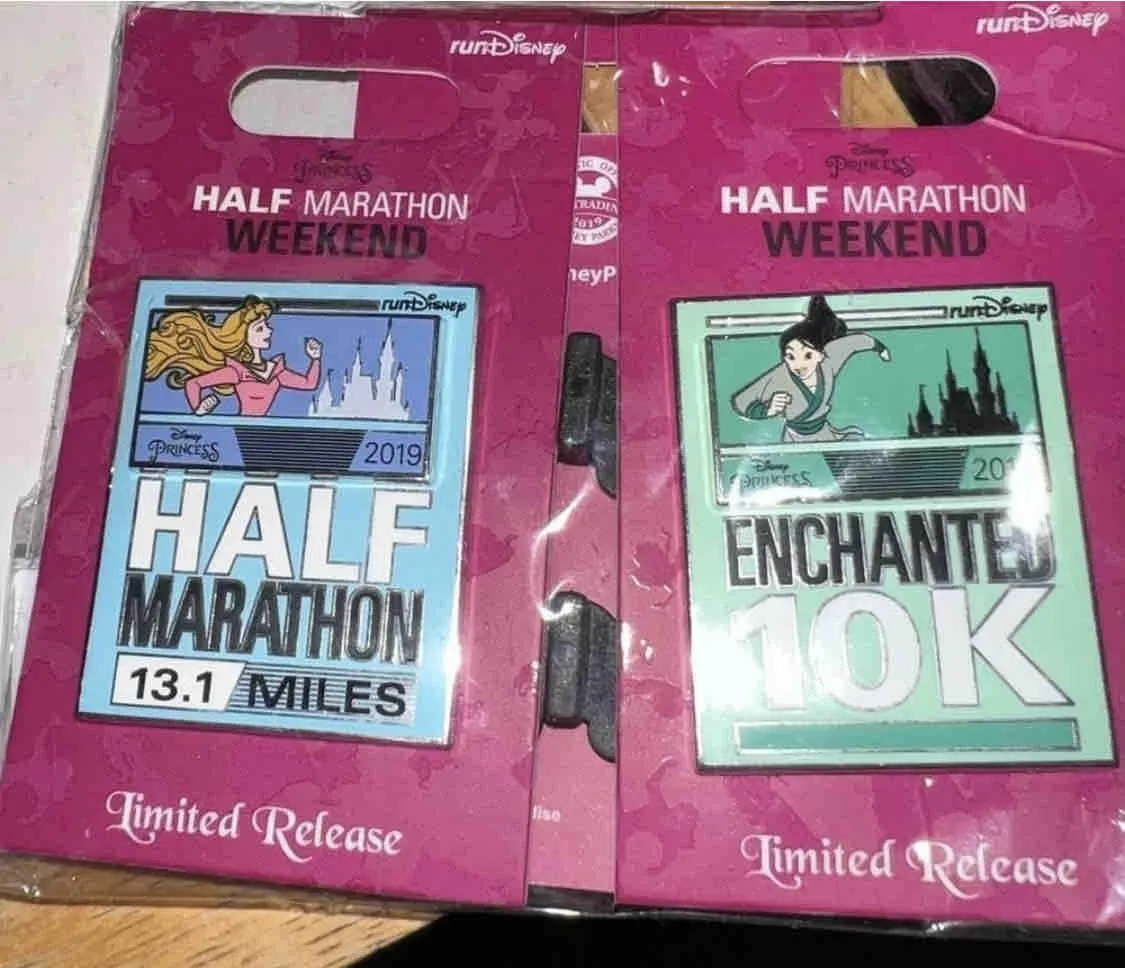 runDisney
Disney
PRINCESS
HALF MARATHON
WEEKEND
runDisney
Disney
PRINCESS
2019
HALF
MARATHON
13.1 MILES
Limited Release
2019
runDisney
Disney
PRINCESS
HALF MARATHON
WEEKEND
runDisney
Disney
PRINCESS
ENCHANTED
10K
Limited Release